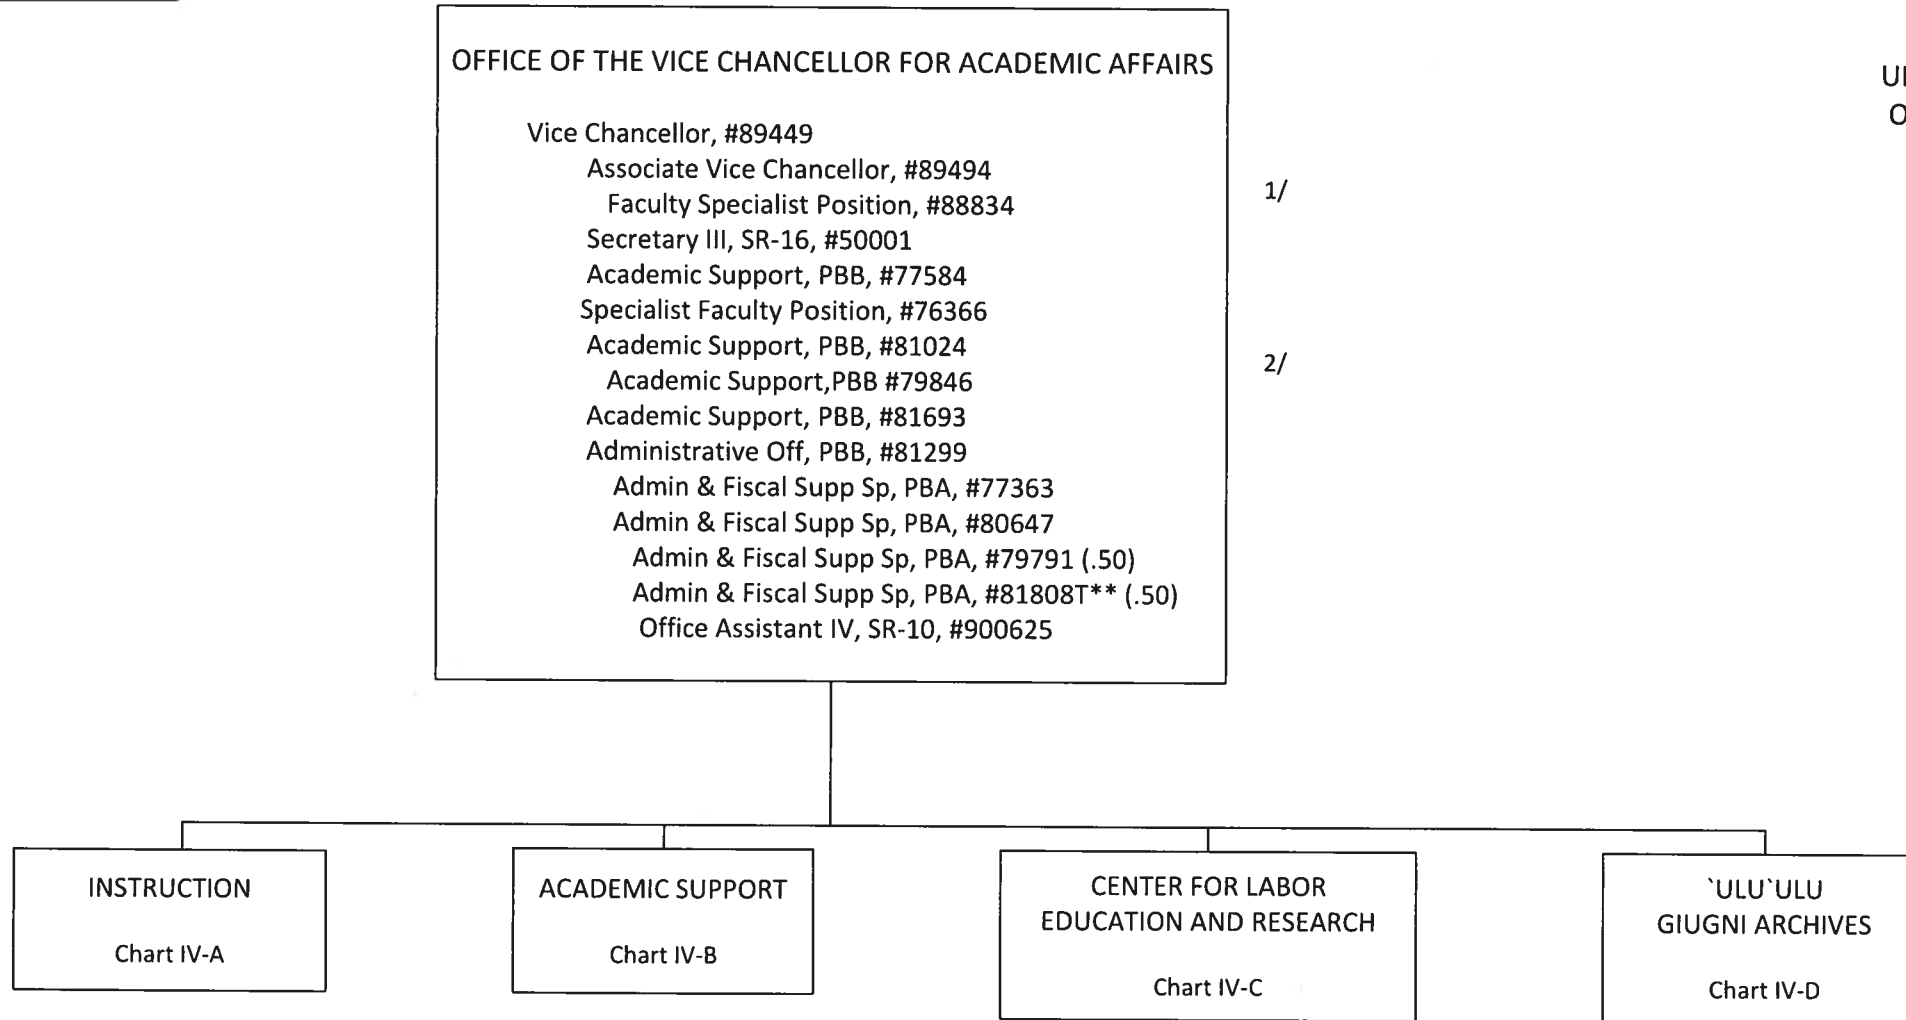 OFFICE OF THE VICE CHANCELLOR FOR ACADEMIC AFFAIRS
Vice Chancellor, #89449
Associate Vice Chancellor, #89494
Faculty Specialist Position, #88834
1/
Secretary III, SR-16, #50001
Academic Support, PBB, #77584
Specialist Faculty Position, #76366
Academic Support, PBB, #81024
2/
Academic Support,PBB #79846
Academic Support, PBB, #81693
Administrative Off, PBB, #81299
Admin & Fiscal Supp Sp, PBA, #77363
Admin & Fiscal Supp Sp, PBA, #80647
Admin & Fiscal Supp Sp, PBA, #79791 (.50)
Admin & Fiscal Supp Sp, PBA, #81808T** (.50)
Office Assistant IV, SR-10, #900625
INSTRUCTION
Chart IV-A
ACADEMIC SUPPORT
Chart IV-B
CENTER FOR LABOR
EDUCATION AND RESEARCH
Chart IV-C
`ULU`ULU
GIUGNI ARCHIVES
Chart IV-D